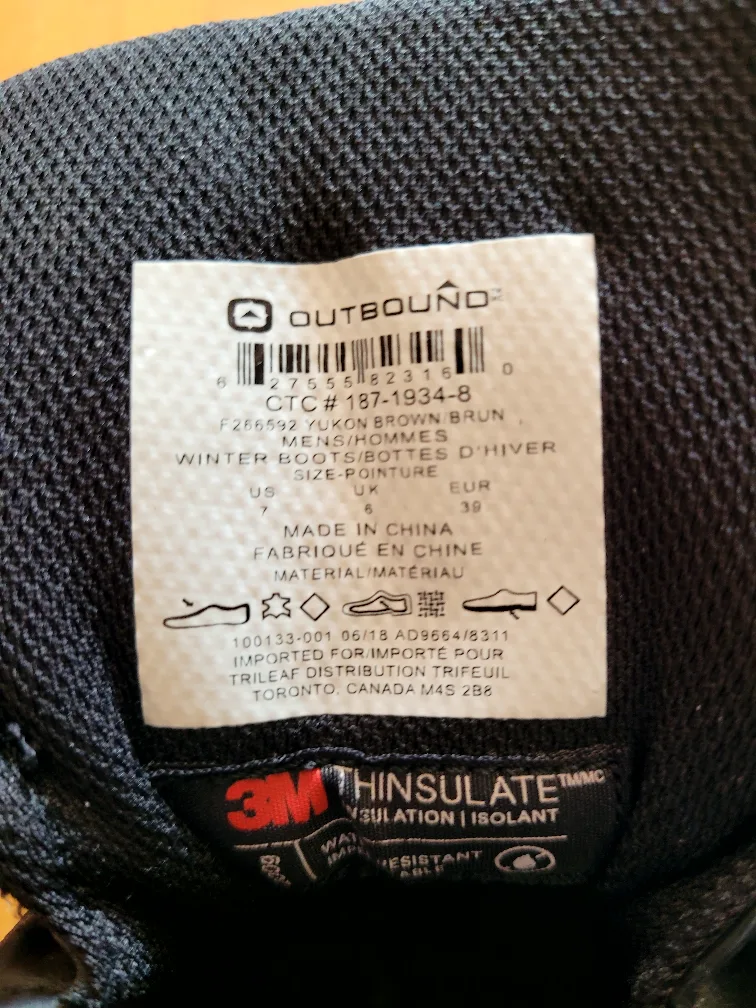 OUTBOUND
6 27555 82316 0
CTC # 187-1934-8
F266592 YUKON BROWN/BRUN
MENS/HOMMES
WINTER BOOTS/BOTTES D'HIVER
SIZE-POINTURE
US UK EUR
7 6 39
MADE IN CHINA
FABRIQUÉ EN CHINE
MATERIAL/MATÉRIAU
100133-001 06/18 AD9664/8311
IMPORTED FOR/IMPORTÉ POUR
TRILEAF DISTRIBUTION TRIFEUIL
TORONTO, CANADA M4S 2B8
3M THINSULATE TM/MC
INSULATION | ISOLANT
RESISTANT